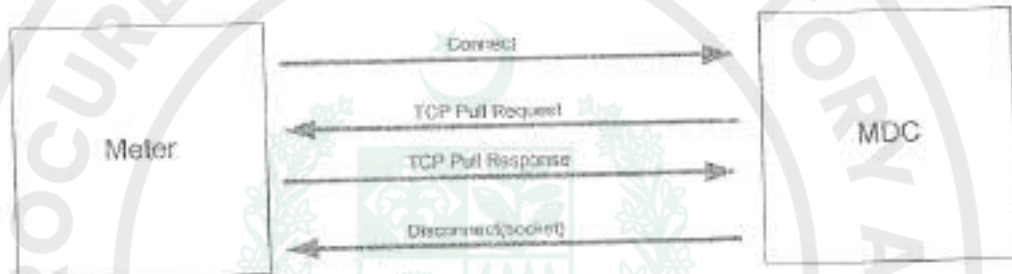 Connect
TCP Pull Request
Meter
MDC
TCP Pull Response
Disconnect(socket)